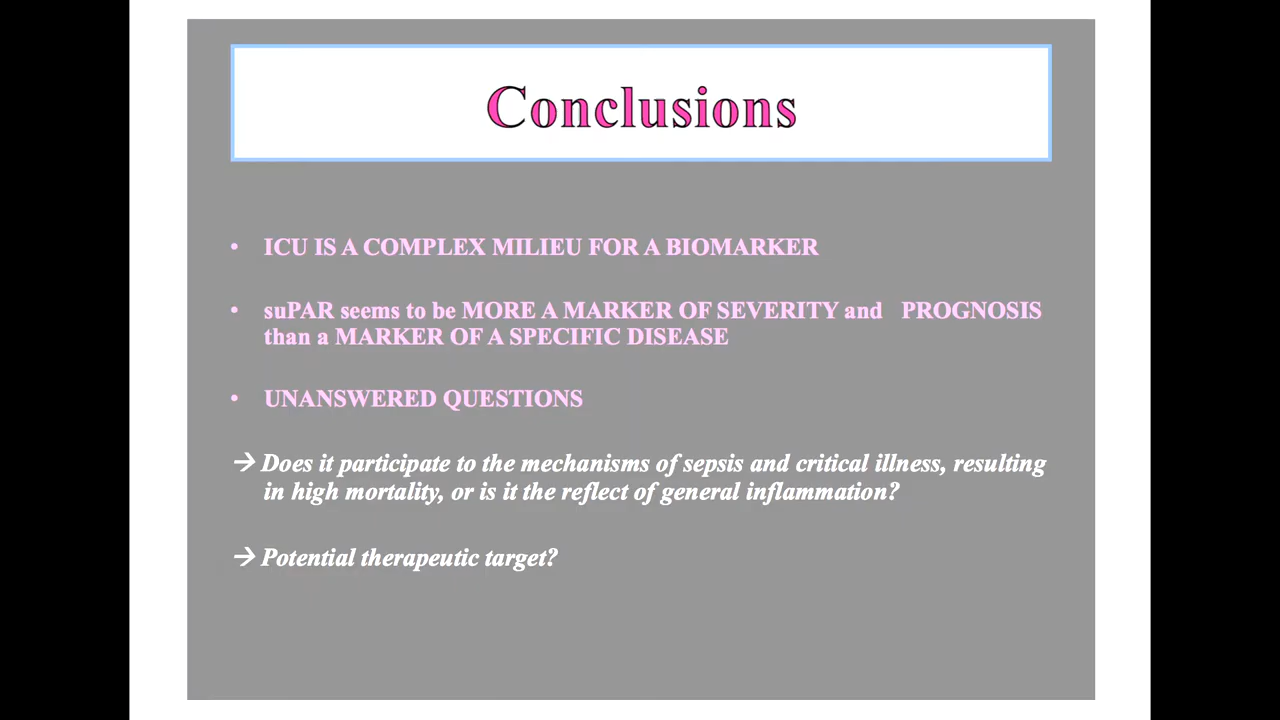 Conclusions
• ICU IS A COMPLEX MILIEU FOR A BIOMARKER
• suPAR seems to be MORE A MARKER OF SEVERITY and PROGNOSIS
than a MARKER OF A SPECIFIC DISEASE
• UNANSWERED QUESTIONS
→ Does it participate to the mechanisms of sepsis and critical illness, resulting
in high mortality, or is it the reflect of general inflammation?
→ Potential therapeutic target?